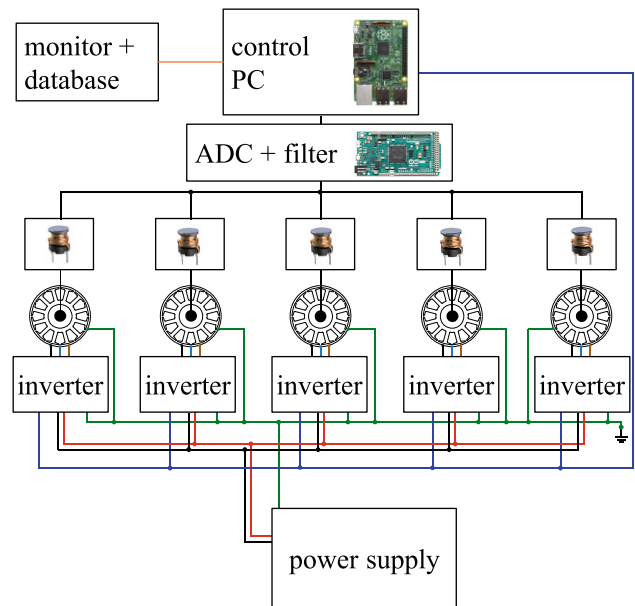 monitor +
database
control
PC
ADC + filter
inverter
inverter
inverter
inverter
inverter
power supply